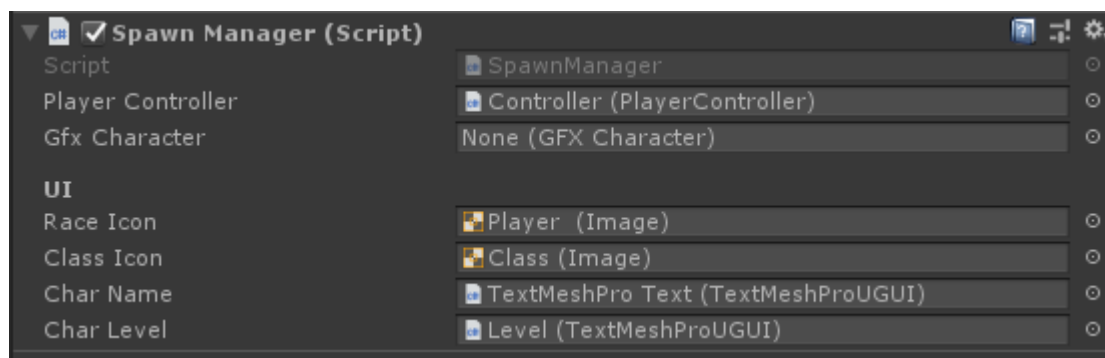 Spawn Manager (Script)
Script SpawnManager
Player Controller Controller (PlayerController)
Gfx Character None (GFX Character)
UI
Race Icon Player (Image)
Class Icon Class (Image)
Char Name TextMeshPro Text (TextMeshProUGUI)
Char Level Level (TextMeshProUGUI)